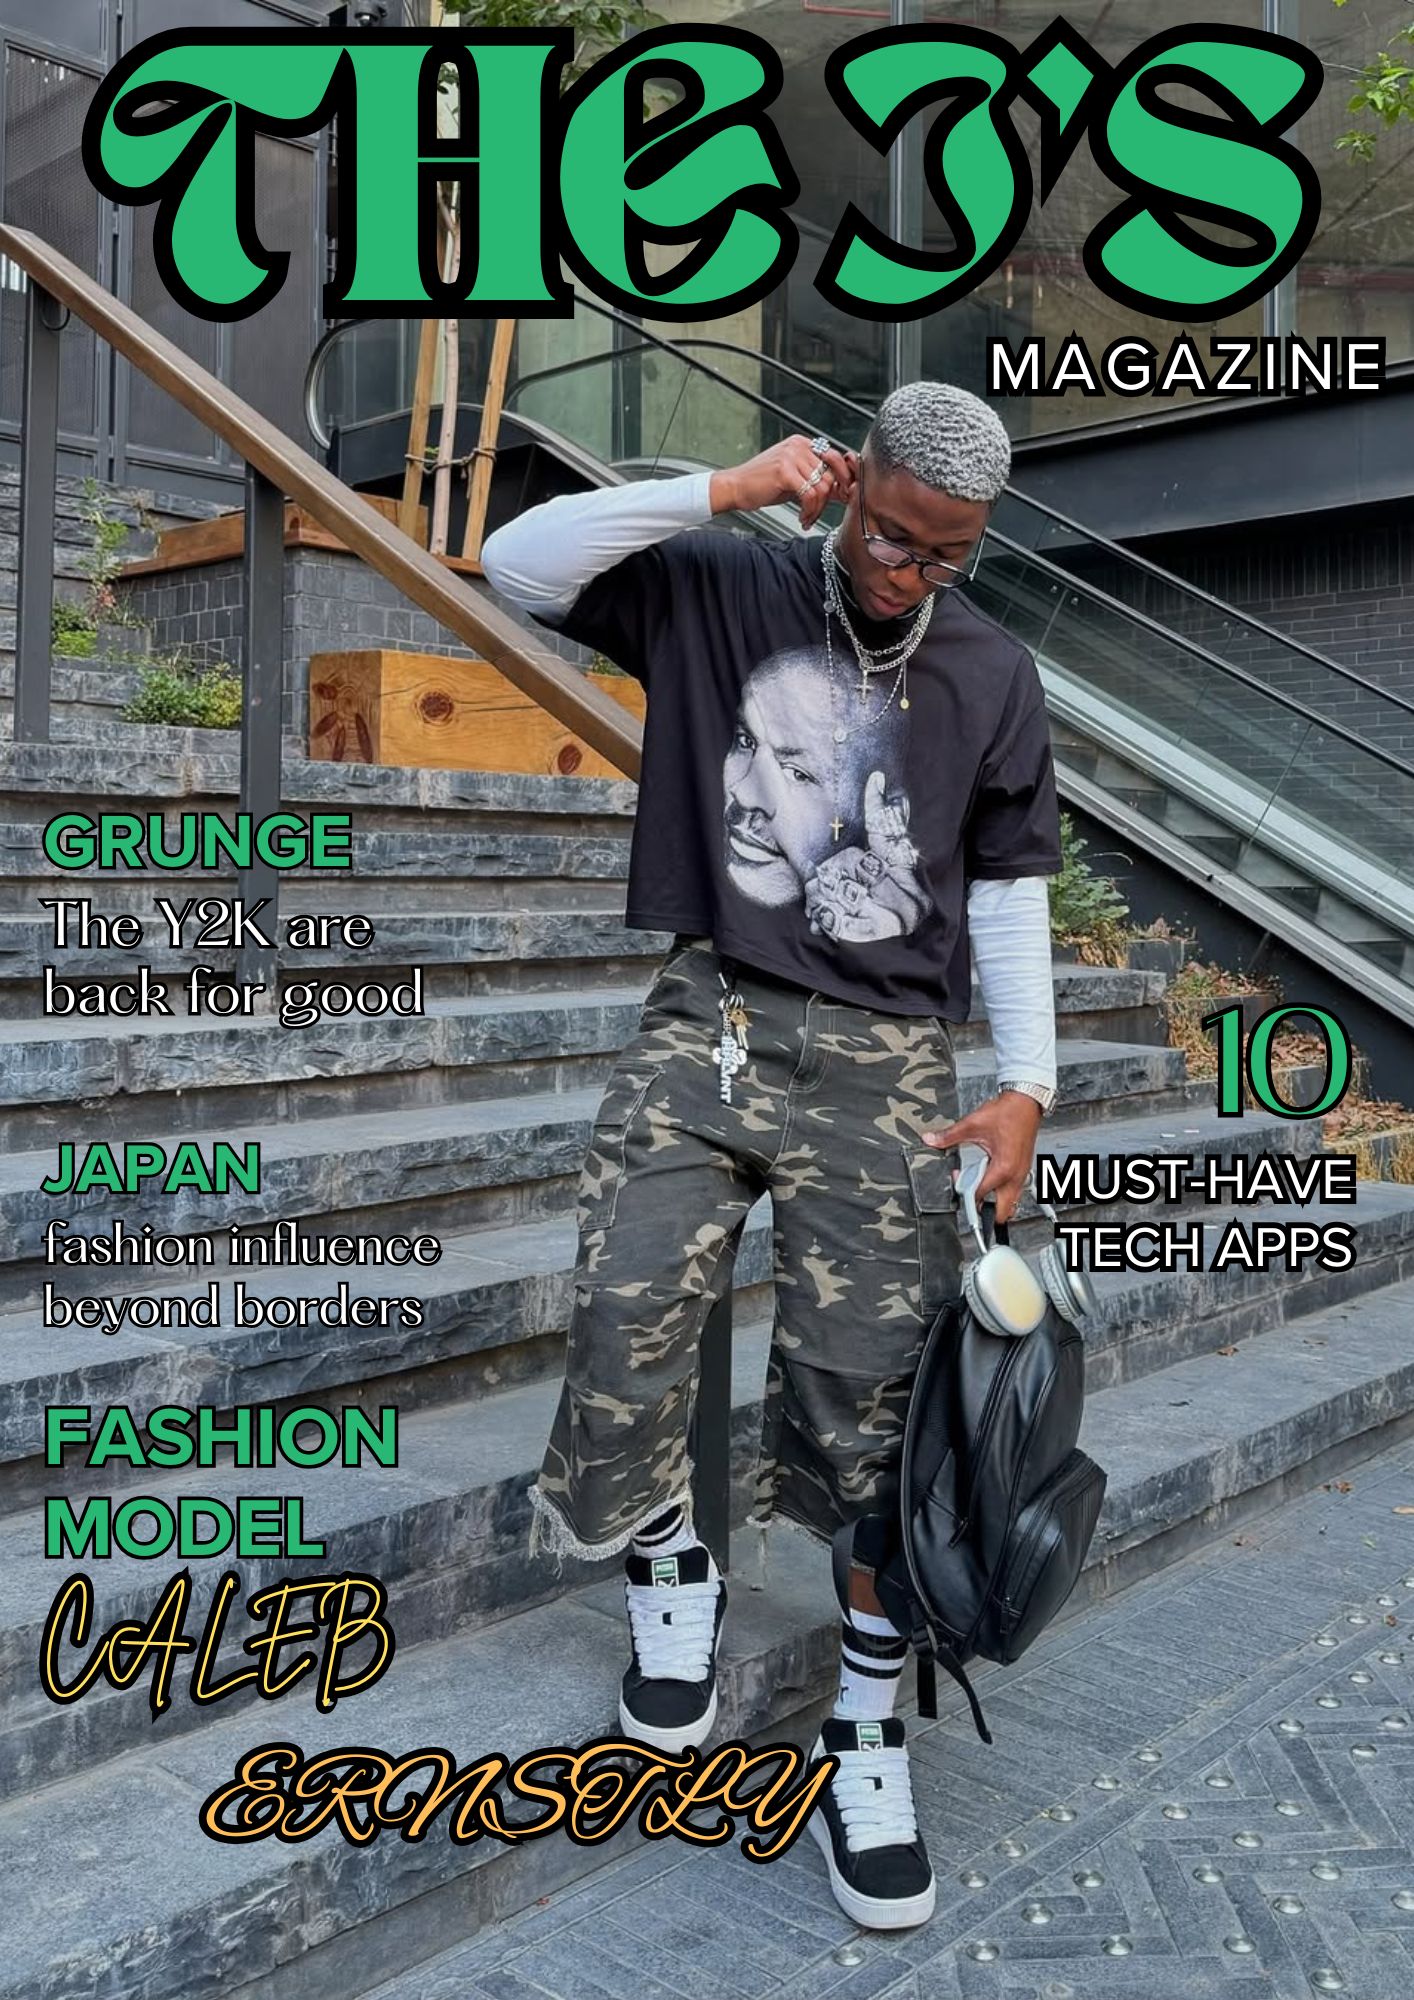 THE J'S
MAGAZINE
GRUNGE
The Y2K are
back for good
10
MUST-HAVE
TECH APPS
JAPAN
fashion influence
beyond borders
FASHION
MODEL
CALEB
ERNSTLY